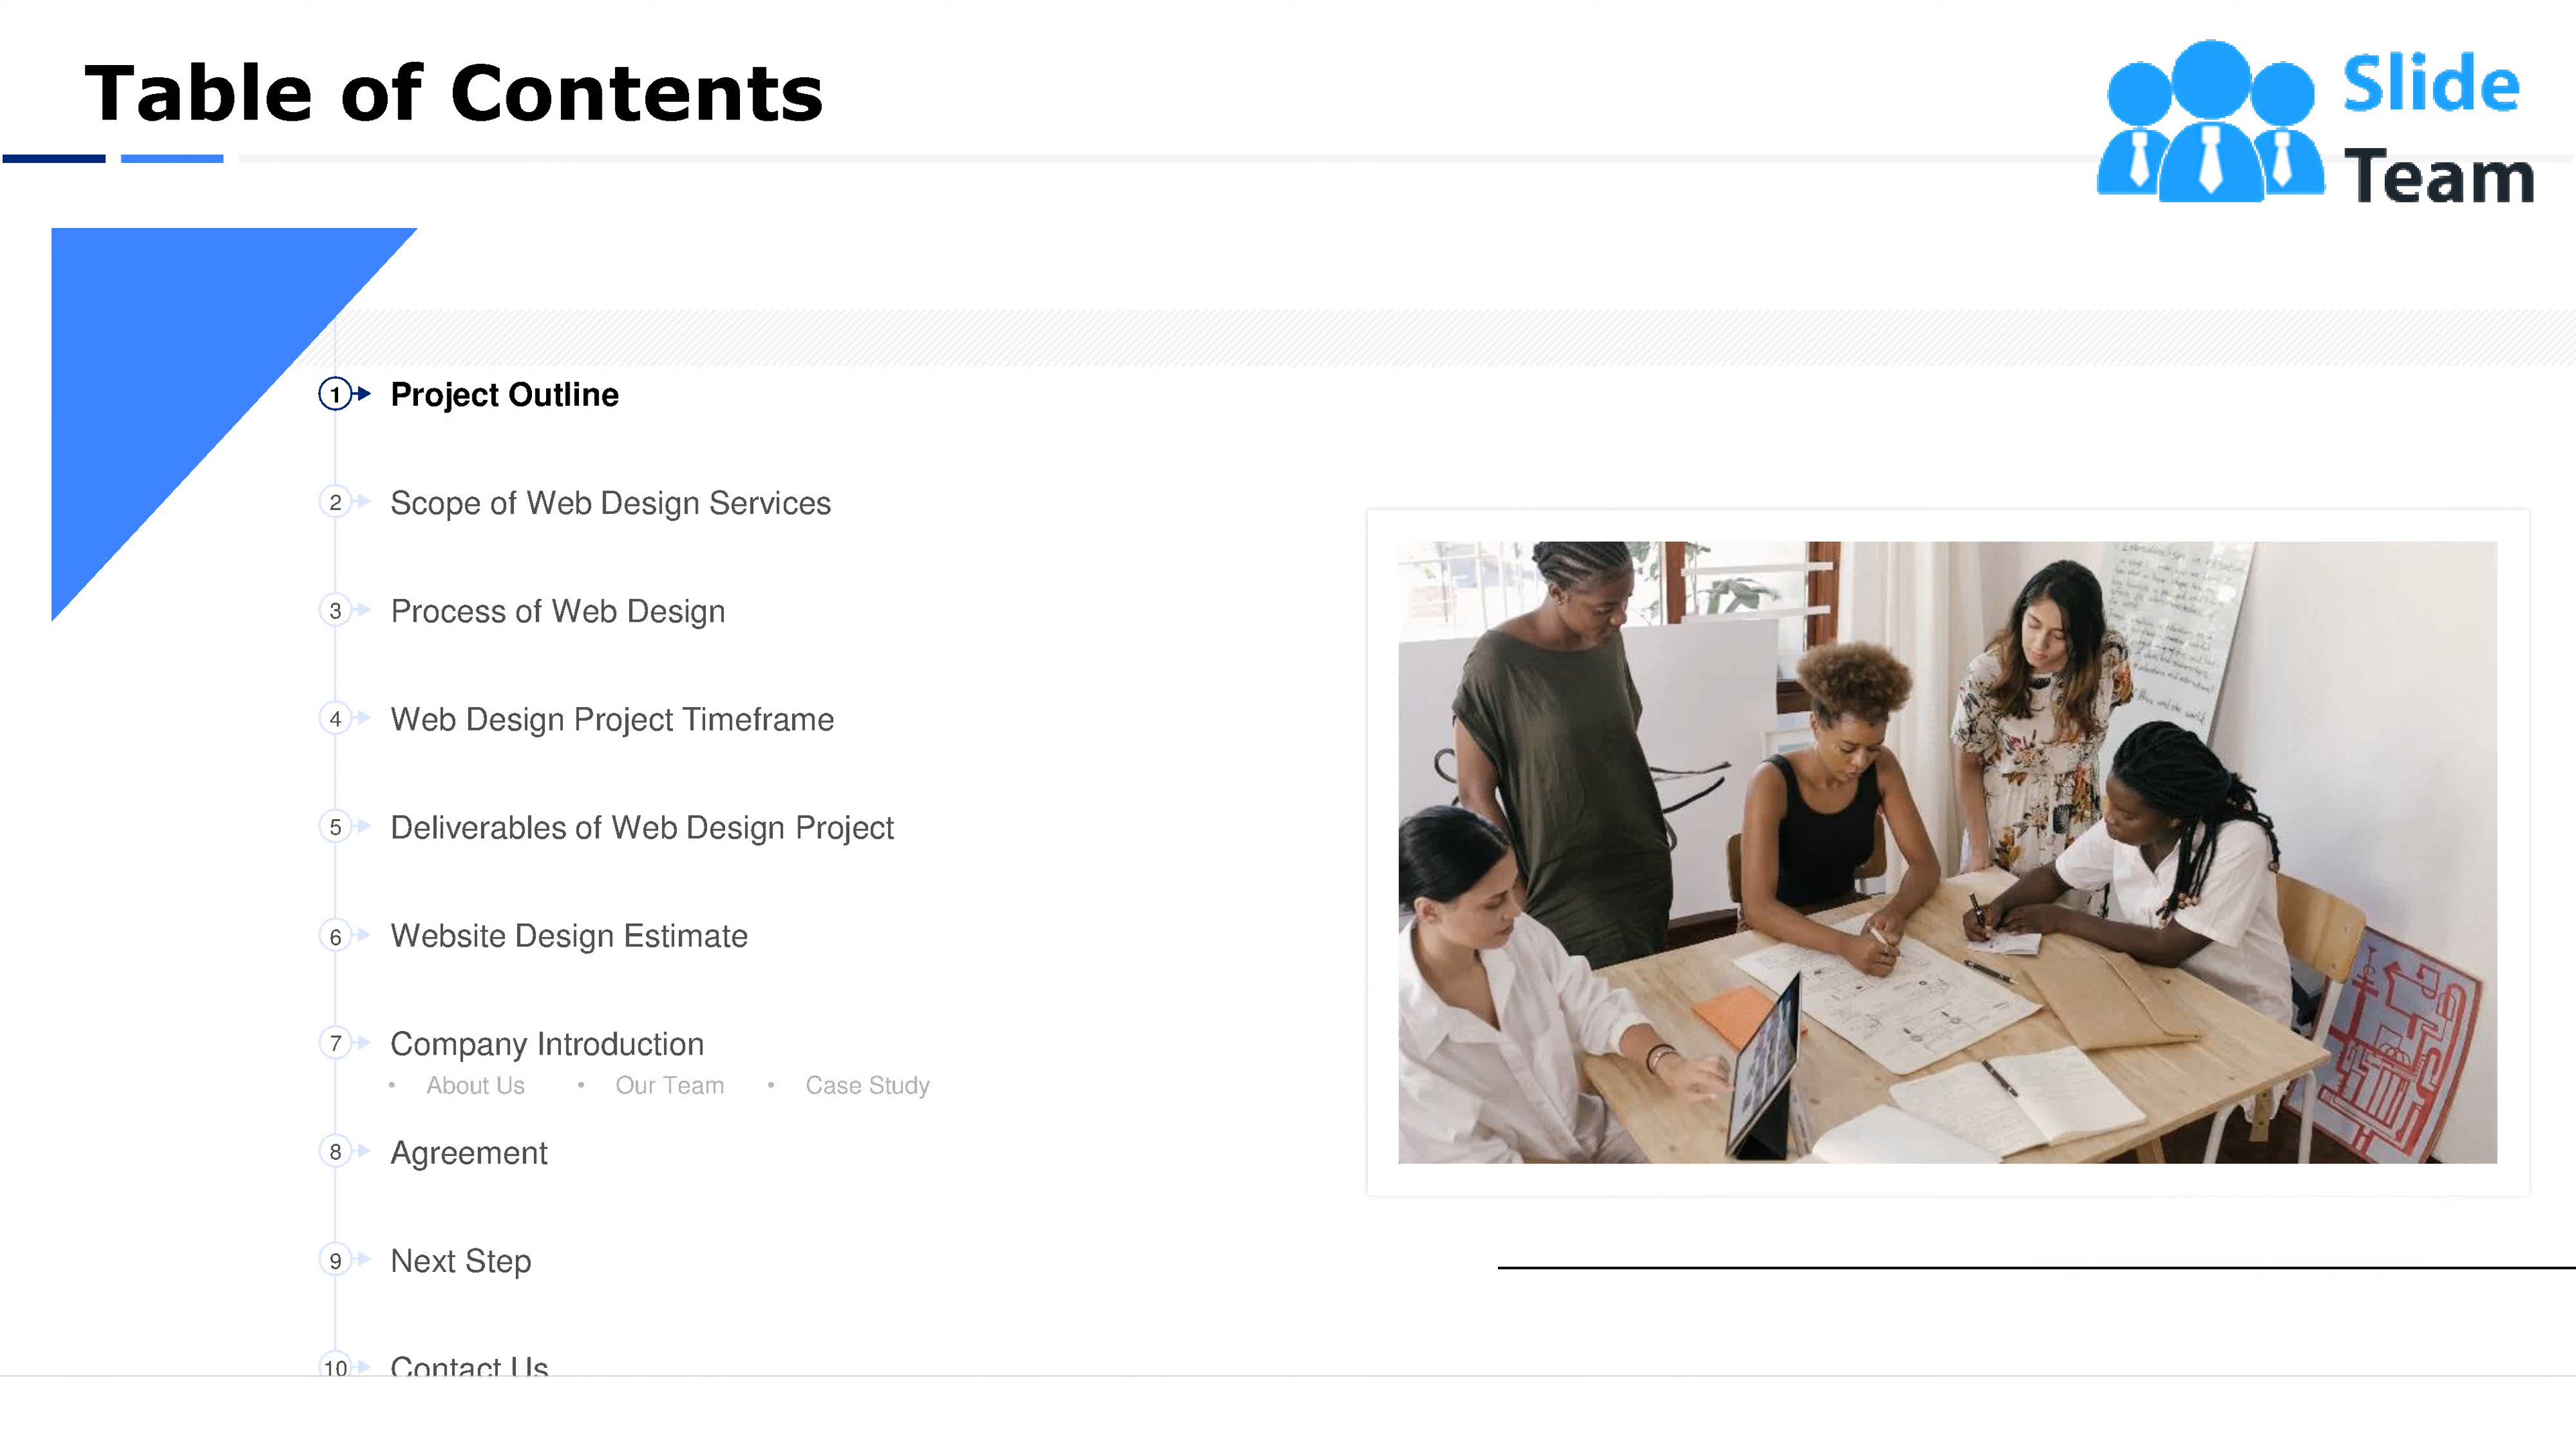 Table of Contents
Slide
Team
1 Project Outline
2 Scope of Web Design Services
3 Process of Web Design
4 Web Design Project Timeframe
5 Deliverables of Web Design Project
6 Website Design Estimate
7 Company Introduction
• About Us • Our Team • Case Study
8 Agreement
9 Next Step
10 Contact Us